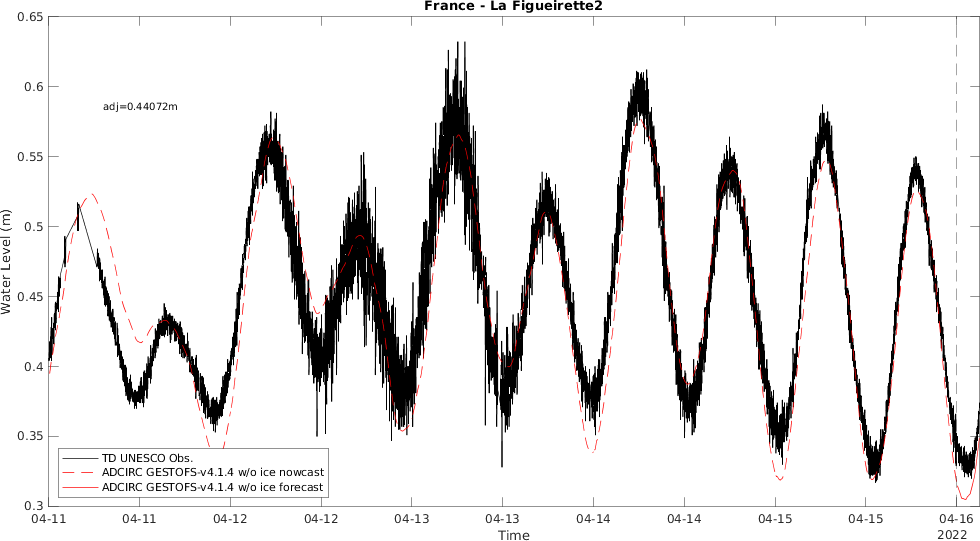 France - La Figueirette2
0.65
0.6
0.55
0.5
0.45
0.4
0.35
0.3
Water Level (m)
adj=0.44072m
TD UNESCO Obs.
ADCIRC GESTOFS-v4.1.4 w/o ice nowcast
ADCIRC GESTOFS-v4.1.4 w/o ice forecast
04-11 04-11 04-12 04-12 04-13 04-13 04-14 04-14 04-15 04-15 04-16
2022
Time